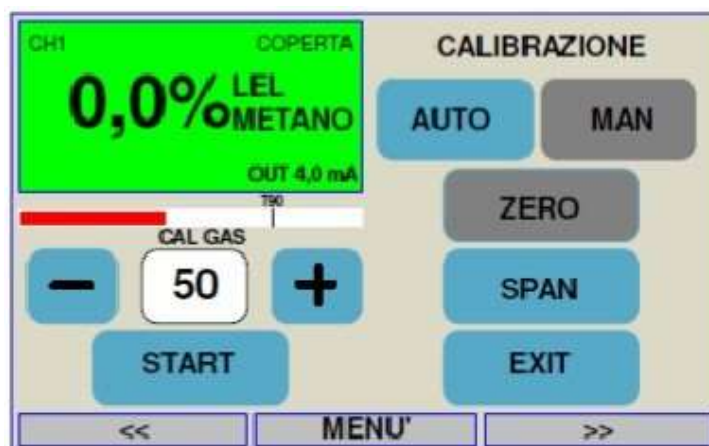 CH1 COPERTA
0,0% LEL
METANO
OUT 4,0 mA
CALIBRAZIONE
AUTO MAN
790
ZERO
CAL GAS
− 50 +
SPAN
START
EXIT
<< MENU' >>